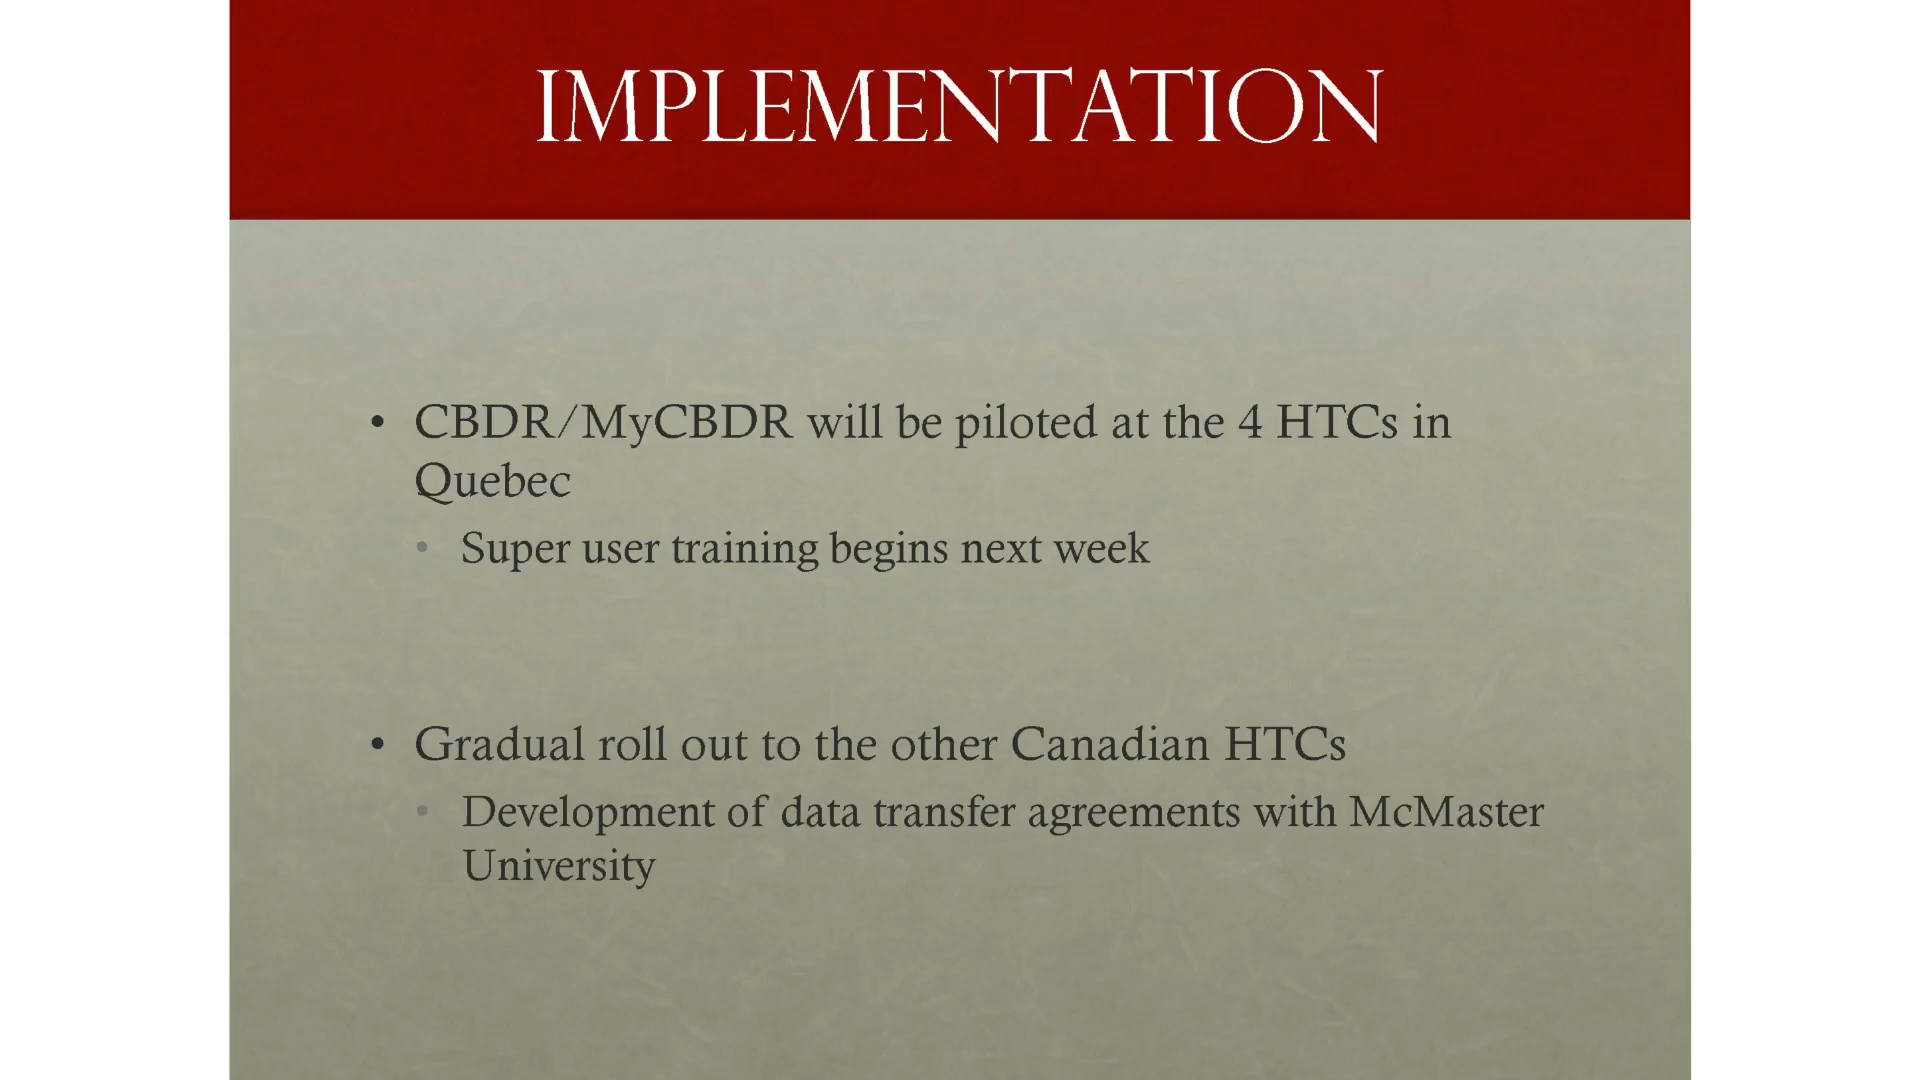 IMPLEMENTATION
• CBDR/MyCBDR will be piloted at the 4 HTCs in
Quebec
• Super user training begins next week
• Gradual roll out to the other Canadian HTCs
• Development of data transfer agreements with McMaster
University